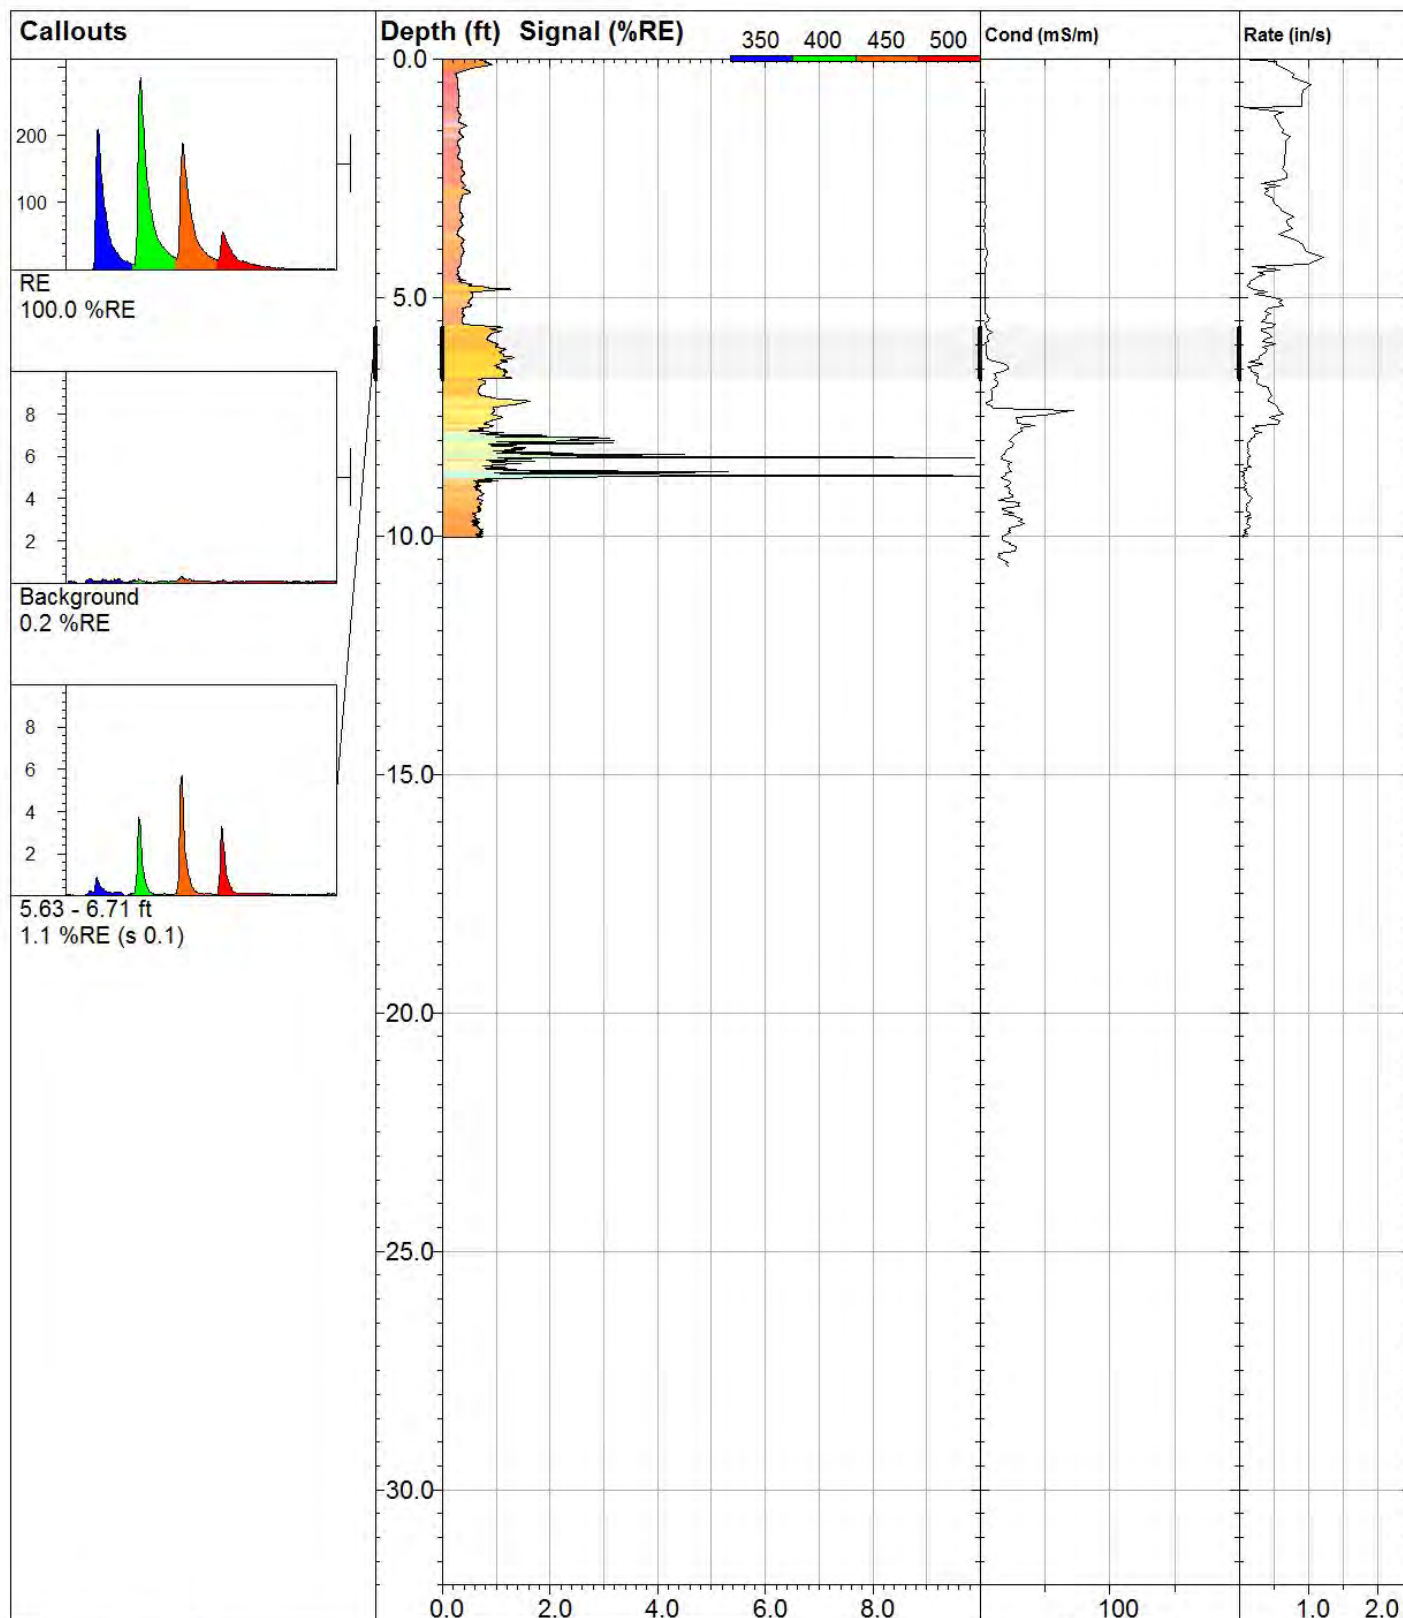 Callouts
Depth (ft) Signal (%RE)
350 400 450 500
Cond (mS/m)
Rate (in/s)
200
100
RE
100.0 %RE
8
6
4
2
Background
0.2 %RE
8
6
4
2
5.63 - 6.71 ft
1.1 %RE (s 0.1)
0.0
5.0
10.0
15.0
20.0
25.0
30.0
0.0 2.0 4.0 6.0 8.0
100
1.0 2.0